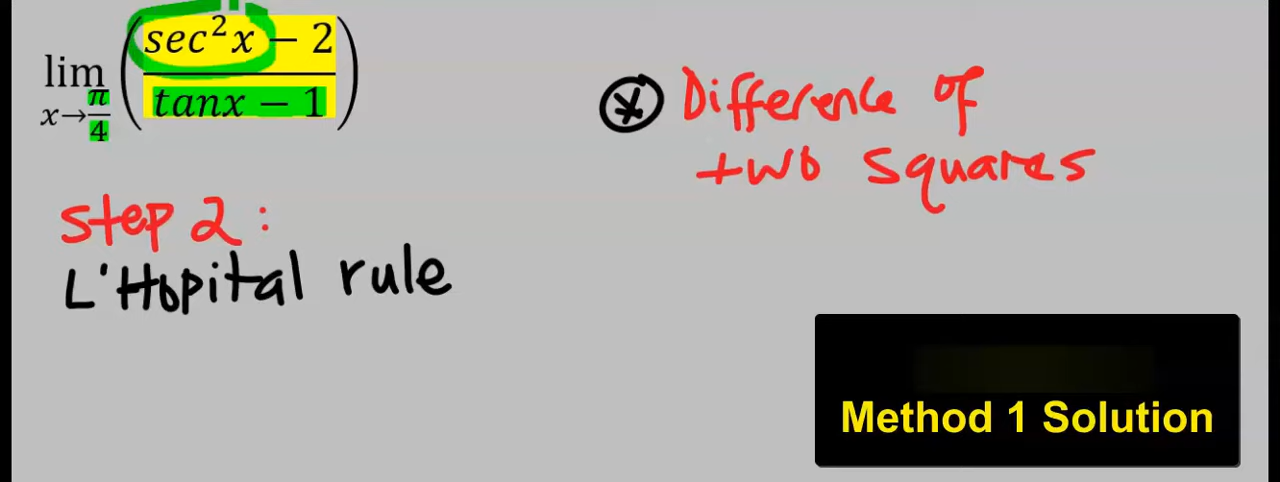 lim x→π/4 (sec²x − 2 / tanx − 1)
⊛ Difference of
two squares
Step 2:
L'Hopital rule
Method 1 Solution